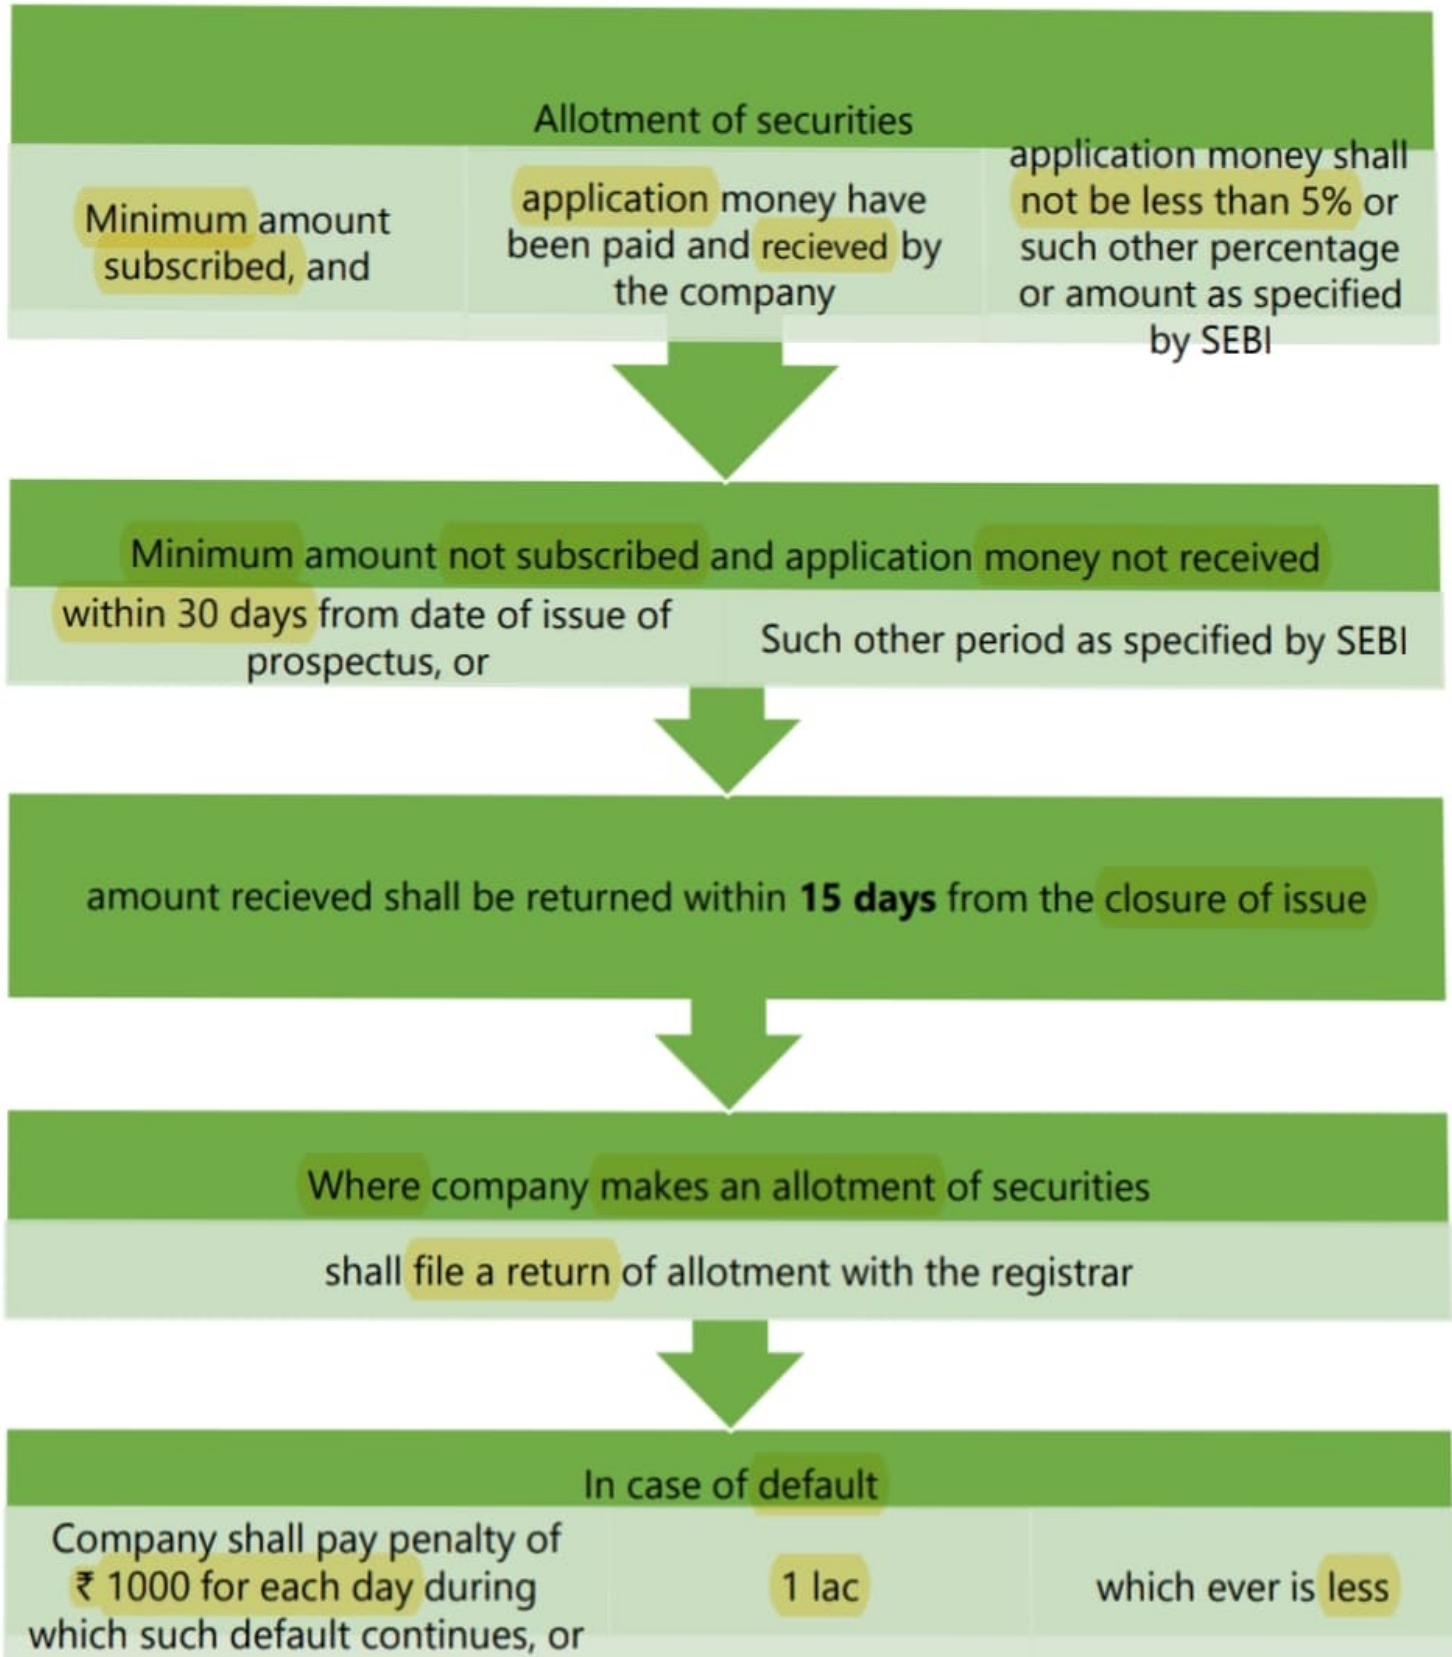 Allotment of securities
Minimum amount
subscribed, and
application money have
been paid and recieved by
the company
application money shall
not be less than 5% or
such other percentage
or amount as specified
by SEBI
Minimum amount not subscribed and application money not received
within 30 days from date of issue of
prospectus, or
Such other period as specified by SEBI
amount recieved shall be returned within 15 days from the closure of issue
Where company makes an allotment of securities
shall file a return of allotment with the registrar
In case of default
Company shall pay penalty of
₹ 1000 for each day during
which such default continues, or
1 lac
which ever is less